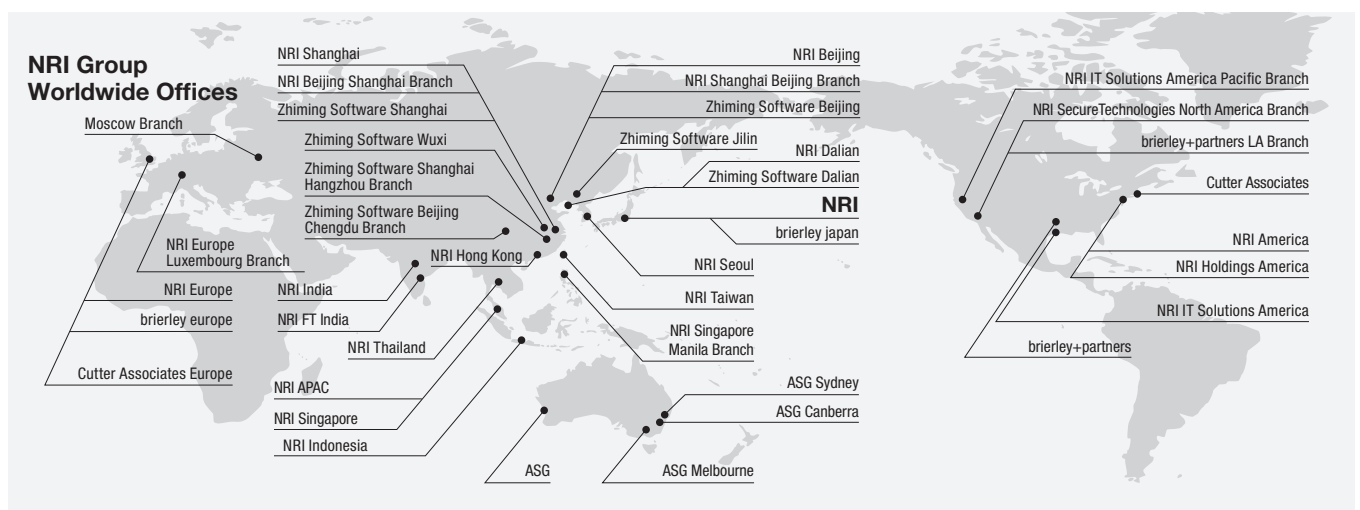 NRI Group
Worldwide Offices
Moscow Branch
NRI Europe
Luxembourg Branch
NRI Europe
brierley europe
Cutter Associates Europe
NRI Shanghai
NRI Beijing Shanghai Branch
Zhiming Software Shanghai
Zhiming Software Wuxi
Zhiming Software Shanghai
Hangzhou Branch
Zhiming Software Beijing
Chengdu Branch
NRI Hong Kong
NRI India
NRI FT India
NRI Thailand
NRI APAC
NRI Singapore
NRI Indonesia
NRI Beijing
NRI Shanghai Beijing Branch
Zhiming Software Beijing
Zhiming Software Jilin
NRI Dalian
Zhiming Software Dalian
NRI
brierley japan
NRI Seoul
NRI Taiwan
NRI Singapore
Manila Branch
ASG Sydney
ASG Canberra
ASG
ASG Melbourne
NRI IT Solutions America Pacific Branch
NRI SecureTechnologies North America Branch
brierley+partners LA Branch
Cutter Associates
NRI America
NRI Holdings America
NRI IT Solutions America
brierley+partners